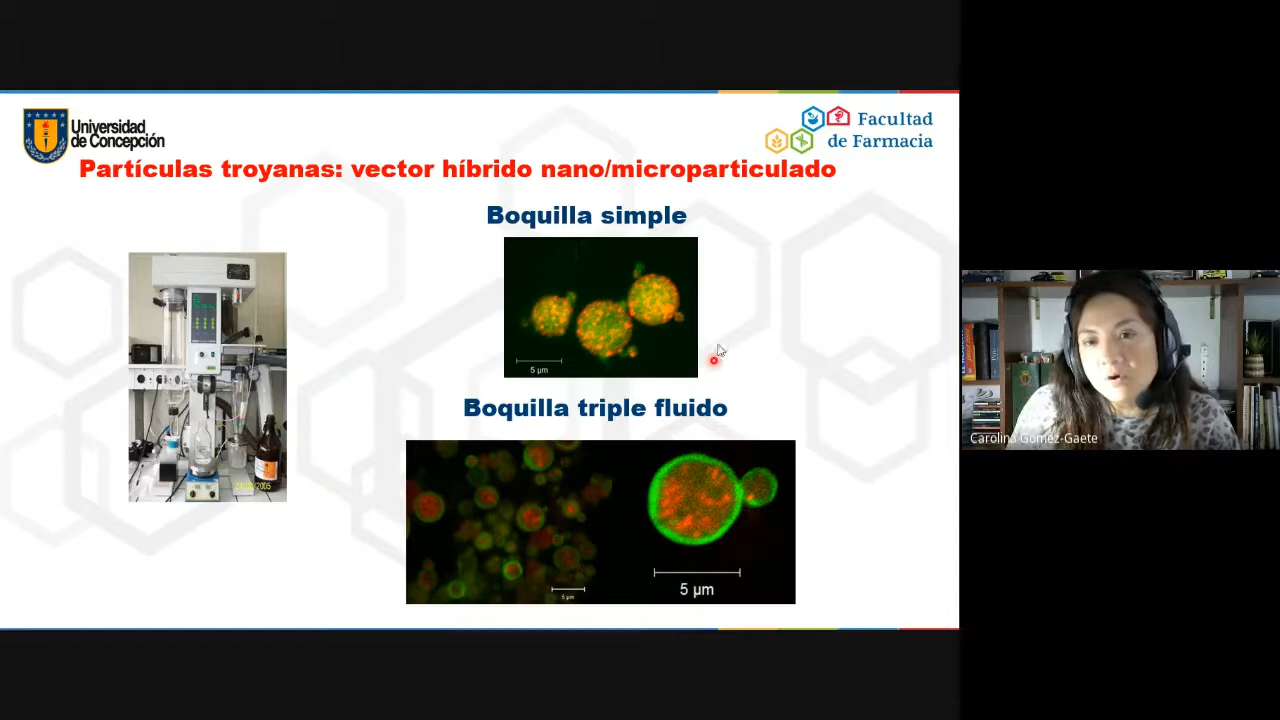 Universidad
de Concepción
Facultad
de Farmacia
Partículas troyanas: vector híbrido nano/microparticulado
Boquilla simple
5 µm
Boquilla triple fluido
5 µm
5 µm
Carolina Gómez-Gaete